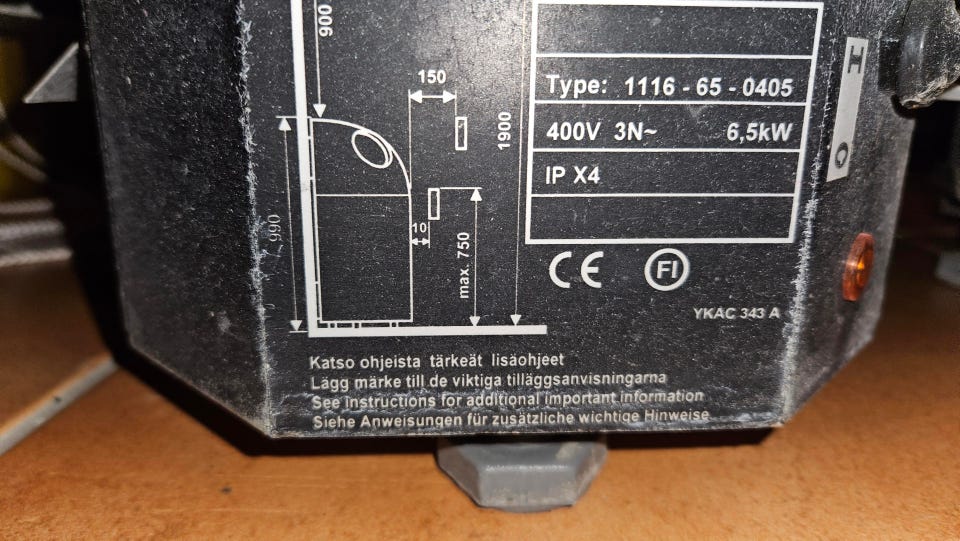 900
150
1900
990
10
max. 750
Type: 1116 - 65 - 0405
400V 3N~ 6,5kW
IP X4
CE
FI
YKAC 343 A
Katso ohjeista tärkeät lisäohjeet
Lägg märke till de viktiga tilläggsanvisningarna
See instructions for additional important information
Siehe Anweisungen für zusätzliche wichtige Hinweise